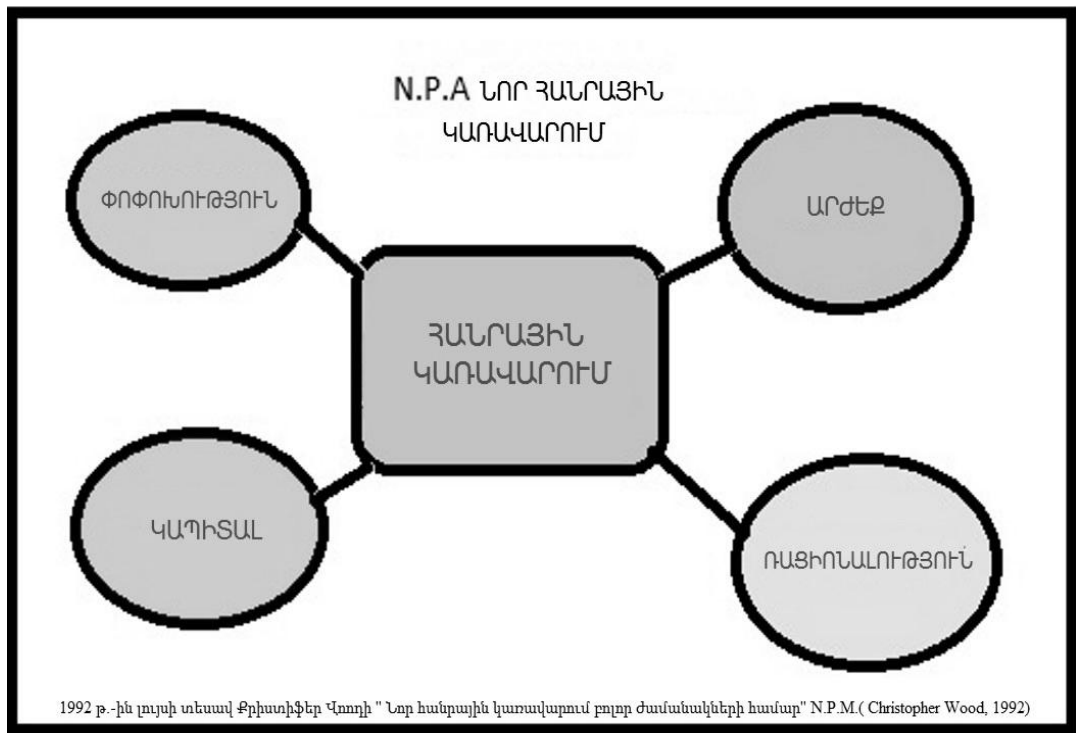 N.P.A ՆՈՐ ՀԱՆՐԱՅԻՆ
ԿԱՌԱՎԱՐՈՒՄ
ՓՈՓՈԽՈՒԹՅՈՒՆ
ԱՐԺԵՔ
ՀԱՆՐԱՅԻՆ
ԿԱՌԱՎԱՐՈՒՄ
ԿԱՊԻՏԱԼ
ՌԱՑԻՈՆԱԼՈՒԹՅՈՒՆ
1992 թ.-ին լույսի տեսավ Քրիստիֆեր Վոոդի " Նոր հանրային կառավարում բոլոր ժամանակների համար" N.P.M.( Christopher Wood, 1992)